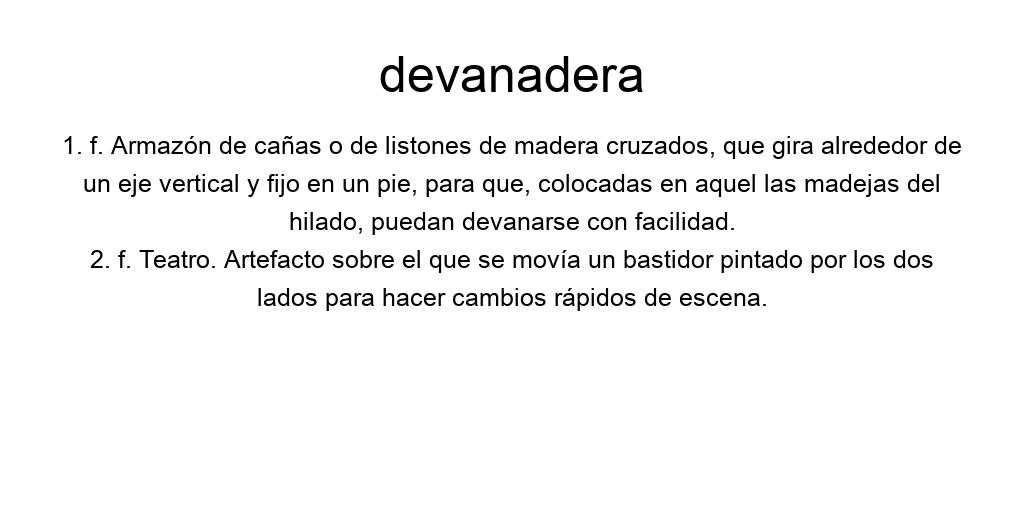 devanadera
1. f. Armazón de cañas o de listones de madera cruzados, que gira alrededor de
un eje vertical y fijo en un pie, para que, colocadas en aquel las madejas del
hilado, puedan devanarse con facilidad.
2. f. Teatro. Artefacto sobre el que se movía un bastidor pintado por los dos
lados para hacer cambios rápidos de escena.